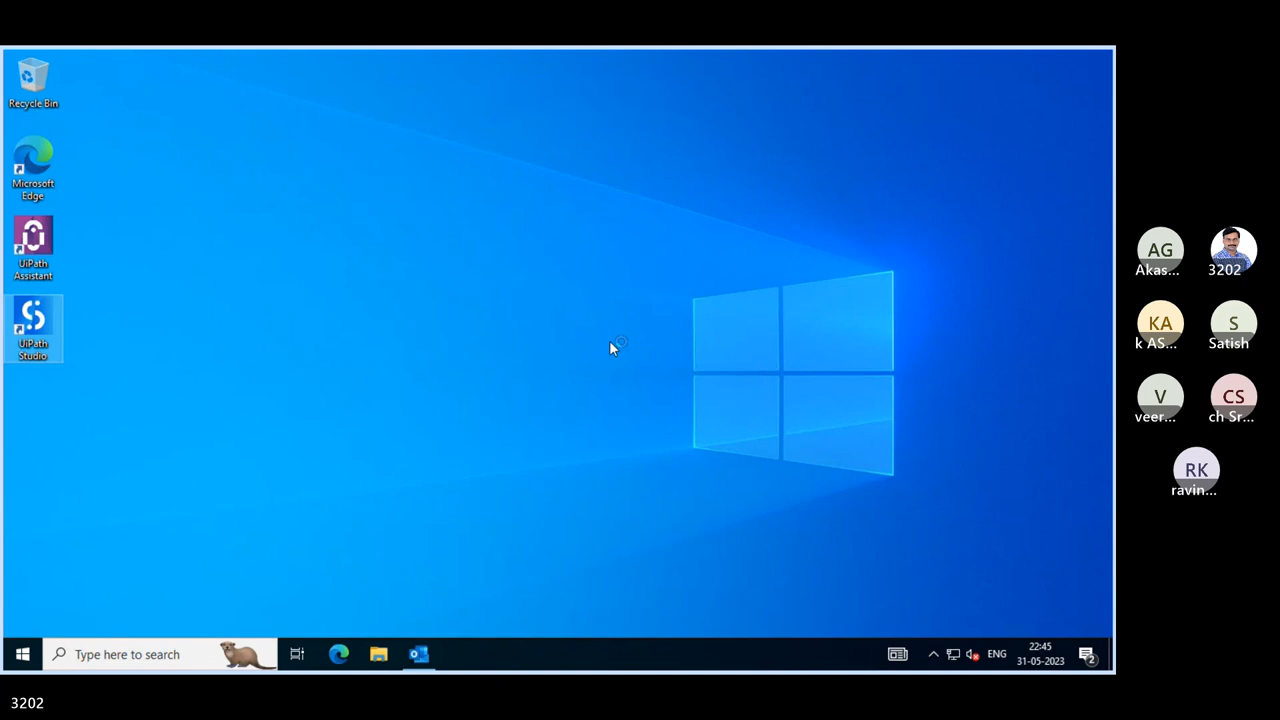 Recycle Bin
Microsoft
Edge
UiPath
Assistant
UiPath
Studio
AG
Akas...
3202
KA
k AS...
S
Satish
V
veer...
CS
ch Sr...
RK
ravin...
Type here to search
ENG
22:45
31-05-2023
2
3202